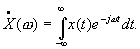 Ẋ(ω) = ∫_{-∞}^{∞} x(t)e^{-jωt}dt.